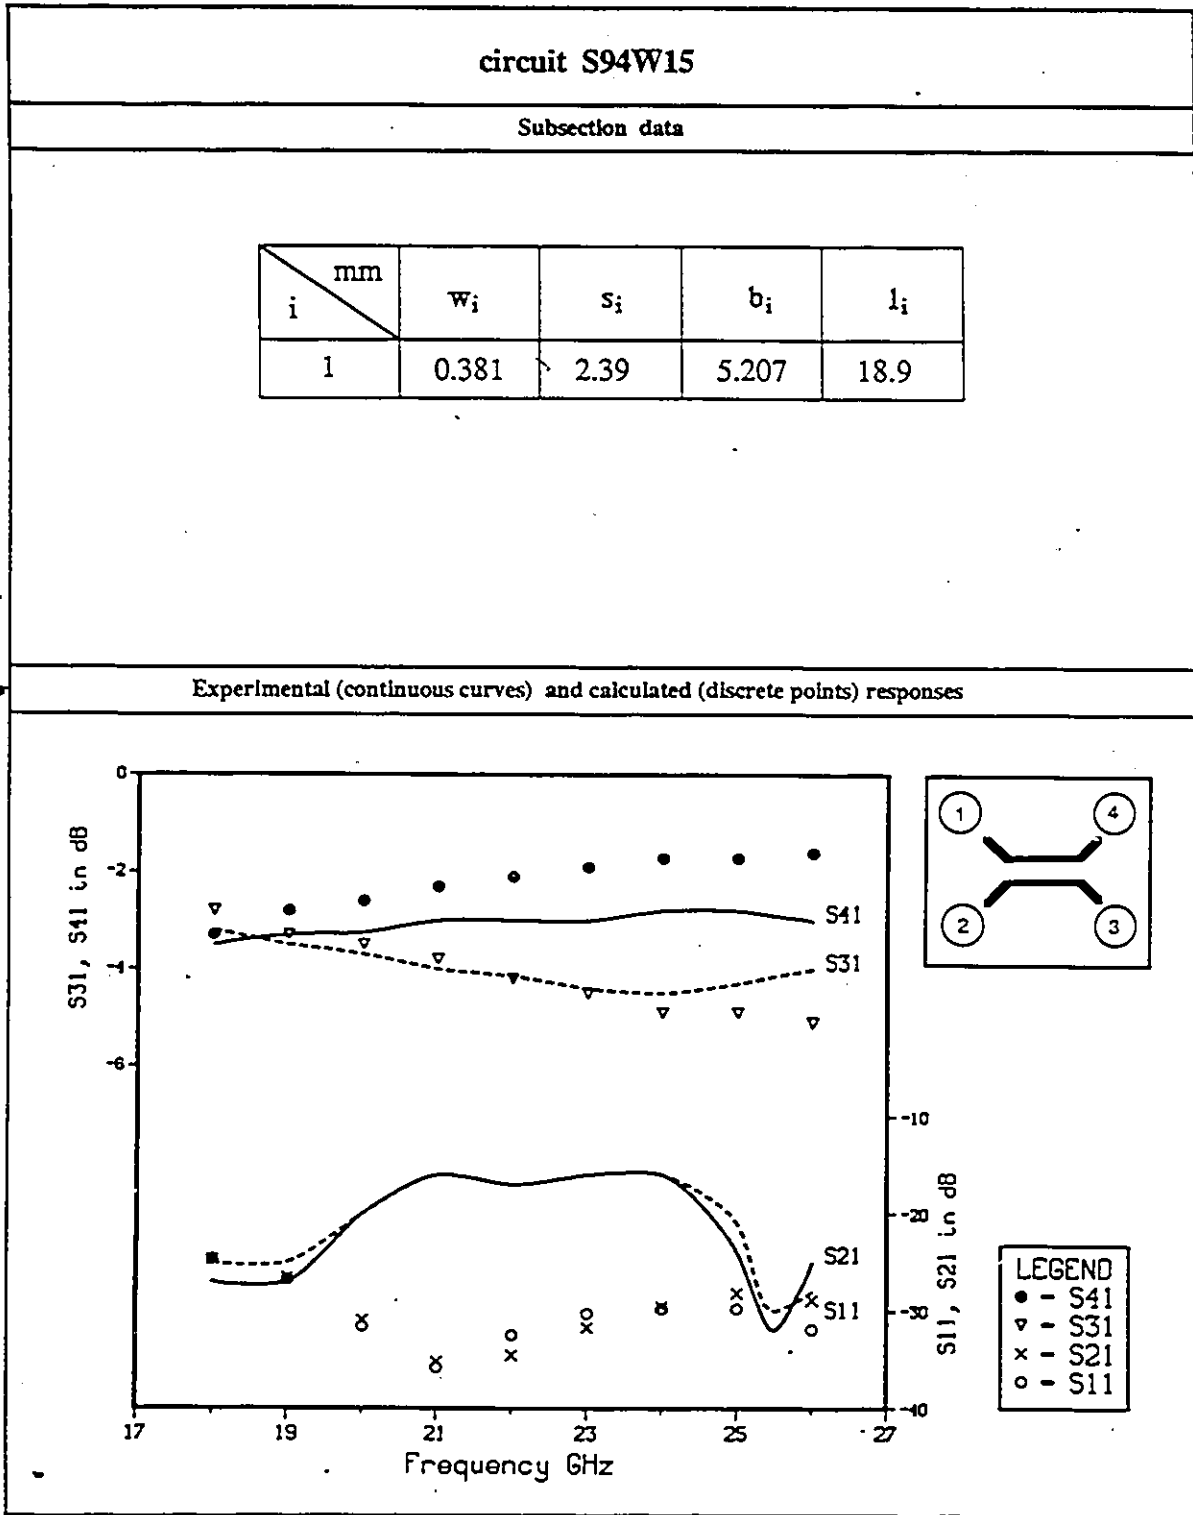 circuit S94W15
Subsection data
mm
i
wi si bi li
1 0.381 2.39 5.207 18.9
Experimental (continuous curves) and calculated (discrete points) responses
0
-2
-4
-6
S31, S41 in dB
S41
S31
S21
S11
-10
-20
-30
-40
S11, S21 in dB
17 19 21 23 25 27
Frequency GHz
1 4
2 3
LEGEND
● - S41
▽ - S31
× - S21
○ - S11